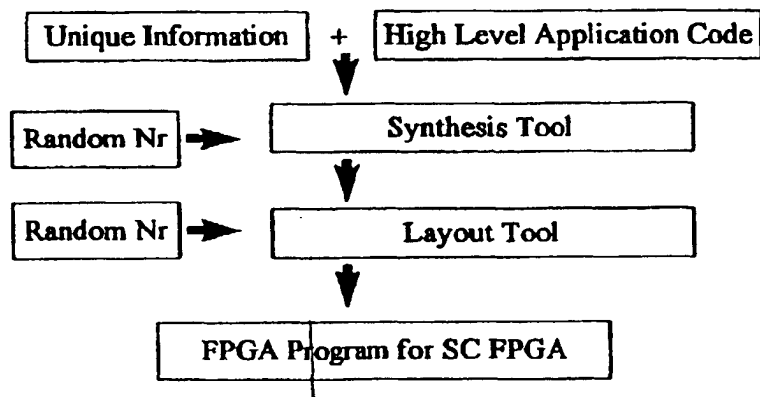 Unique Information + High Level Application Code
Random Nr Synthesis Tool
Random Nr Layout Tool
FPGA Program for SC FPGA